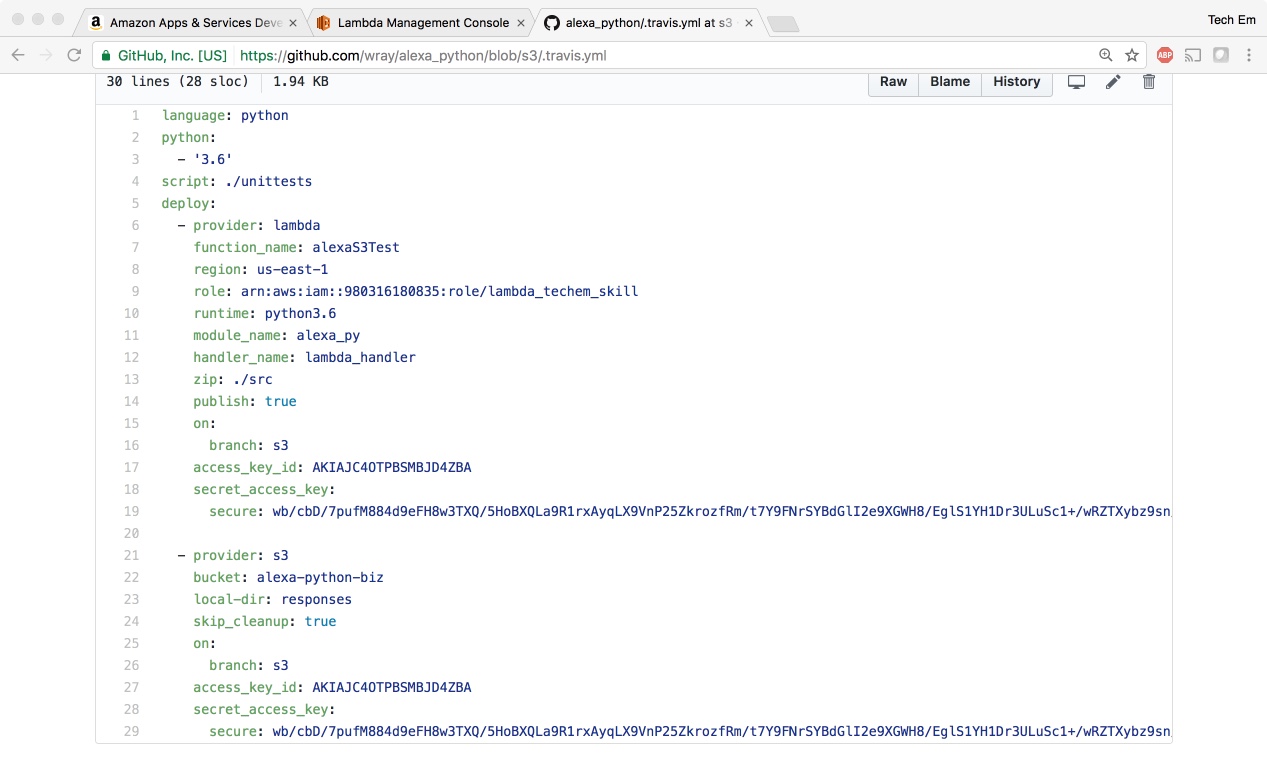 Amazon Apps & Services Deve
Lambda Management Console
alexa_python/.travis.yml at s3
Tech Em
GitHub, Inc. [US]
https://github.com/wray/alexa_python/blob/s3/.travis.yml
ABP
30 lines (28 sloc) 1.94 KB
Raw Blame History
1 language: python
2 python:
3 - '3.6'
4 script: ./unittests
5 deploy:
6 - provider: lambda
7 function_name: alexaS3Test
8 region: us-east-1
9 role: arn:aws:iam::980316180835:role/lambda_techem_skill
10 runtime: python3.6
11 module_name: alexa_py
12 handler_name: lambda_handler
13 zip: ./src
14 publish: true
15 on:
16 branch: s3
17 access_key_id: AKIAJC4OTPBSMBJD4ZBA
18 secret_access_key:
19 secure: wb/cbD/7pufM884d9eFH8w3TXQ/5HoBXQLa9R1rxAyqLX9VnP25ZkrozfRm/t7Y9FNrSYBdGlI2e9XGWH8/EglS1YH1Dr3ULuSc1+/wRZTXybz9sn
20
21 - provider: s3
22 bucket: alexa-python-biz
23 local-dir: responses
24 skip_cleanup: true
25 on:
26 branch: s3
27 access_key_id: AKIAJC4OTPBSMBJD4ZBA
28 secret_access_key:
29 secure: wb/cbD/7pufM884d9eFH8w3TXQ/5HoBXQLa9R1rxAyqLX9VnP25ZkrozfRm/t7Y9FNrSYBdGlI2e9XGWH8/EglS1YH1Dr3ULuSc1+/wRZTXybz9sn